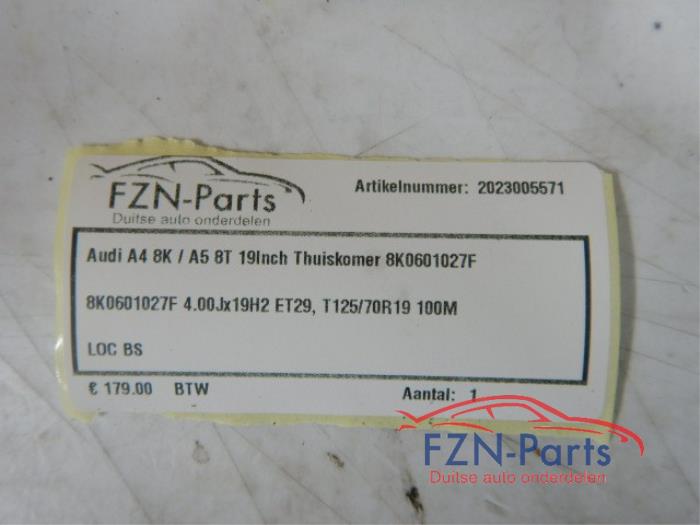 FZN-Parts
Duitse auto onderdelen
Artikelnummer: 2023005571
Audi A4 8K / A5 8T 19Inch Thuiskomer 8K0601027F
8K0601027F 4.00Jx19H2 ET29, T125/70R19 100M
LOC BS
€ 179.00 BTW
Aantal: 1
FZN-Parts
Duitse auto onderdelen